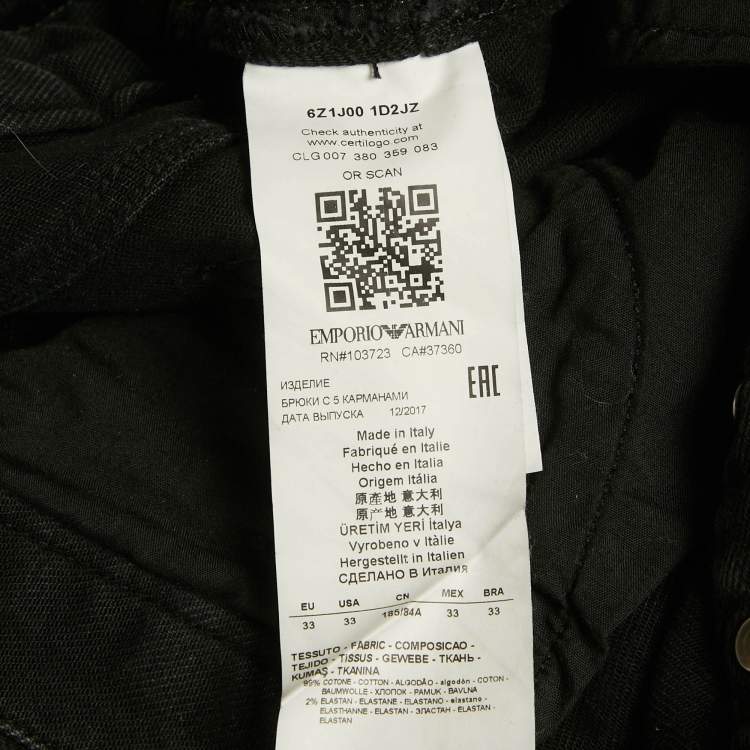 6Z1J00 1D2JZ
Check authenticity at
www.certilogo.com
CLG 007 380 359 083
OR SCAN
EMPORIO ARMANI
RN#103723 CA#37360
ИЗДЕЛИЕ
БРЮКИ С 5 КАРМАНАМИ
ДАТА ВЫПУСКА 12/2017
EAC
Made in Italy
Fabriqué en Italie
Hecho en Italia
Origem Itália
原產地 意大利
原产地 意大利
ÜRETİM YERİ İtalya
Vyrobeno v Itàlie
Hergestellt in Italien
СДЕЛАНО В Италия
EU USA CN MEX BRA
33 33 185/84A 33 33
TESSUTO - FABRIC - COMPOSICAO -
TEJIDO - TISSUS - GEWEBE - ТКАНЬ -
KUMAŞ - TKANINA
99% COTONE - COTTON - ALGODÃO - algodón - COTON -
BAUMWOLLE - ХЛОПОК - PAMUK - BAVLNA
2% ELASTAN - ELASTANE - ELASTANO - elastano -
ELASTHANNE - ELASTAN - ЭЛАСТАН - ELASTAN -
ELASTAN